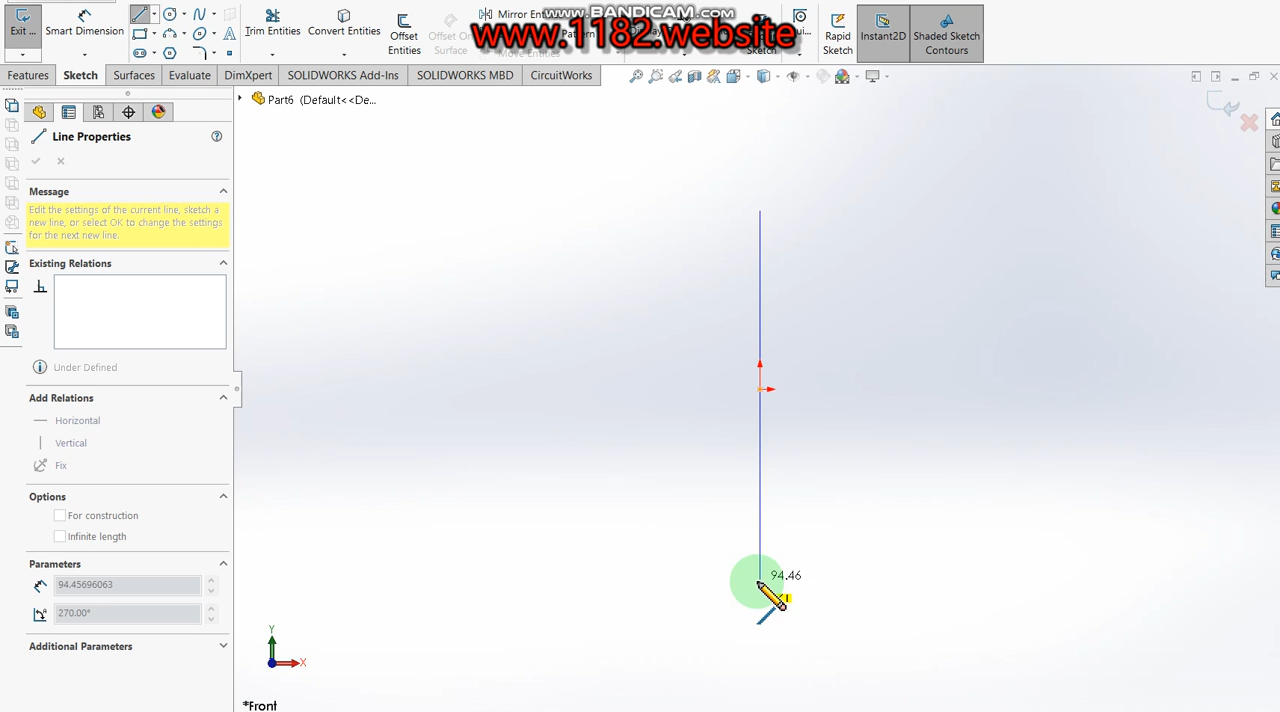 www.BANDICAM.com
www.1182.website
Exit ...
Smart Dimension
Trim Entities
Convert Entities
Offset
Entities
Offset On
Surface
Mirror Enti
Pattern
Move Entities
Sketch
Rapid
Sketch
Instant2D
Shaded Sketch
Contours
Features
Sketch
Surfaces
Evaluate
DimXpert
SOLIDWORKS Add-Ins
SOLIDWORKS MBD
CircuitWorks
Part6 (Default<<De...
Line Properties
Message
Edit the settings of the current line, sketch a
new line, or select OK to change the settings
for the next new line.
Existing Relations
Under Defined
Add Relations
Horizontal
Vertical
Fix
Options
For construction
Infinite length
Parameters
94.45696063
270.00°
Additional Parameters
94.46
Y
X
*Front